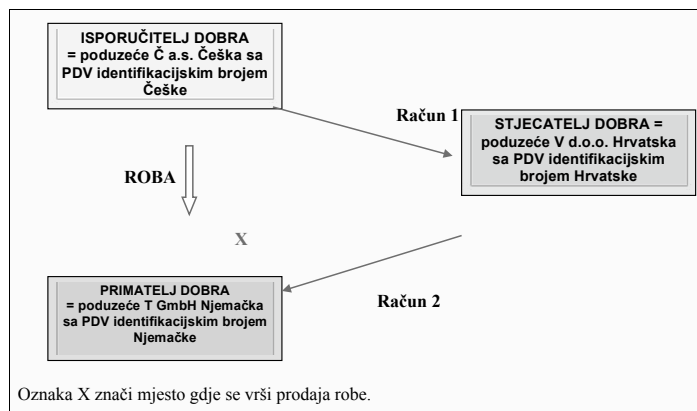 ISPORUČITELJ DOBRA
= poduzeće Č a.s. Češka sa
PDV identifikacijskim brojem
Češke
Račun 1
STJECATELJ DOBRA =
poduzeće V d.o.o. Hrvatska
sa PDV identifikacijskim
brojem Hrvatske
ROBA
X
PRIMATELJ DOBRA
= poduzeće T GmbH Njemačka
sa PDV identifikacijskim brojem
Njemačke
Račun 2
Oznaka X znači mjesto gdje se vrši prodaja robe.